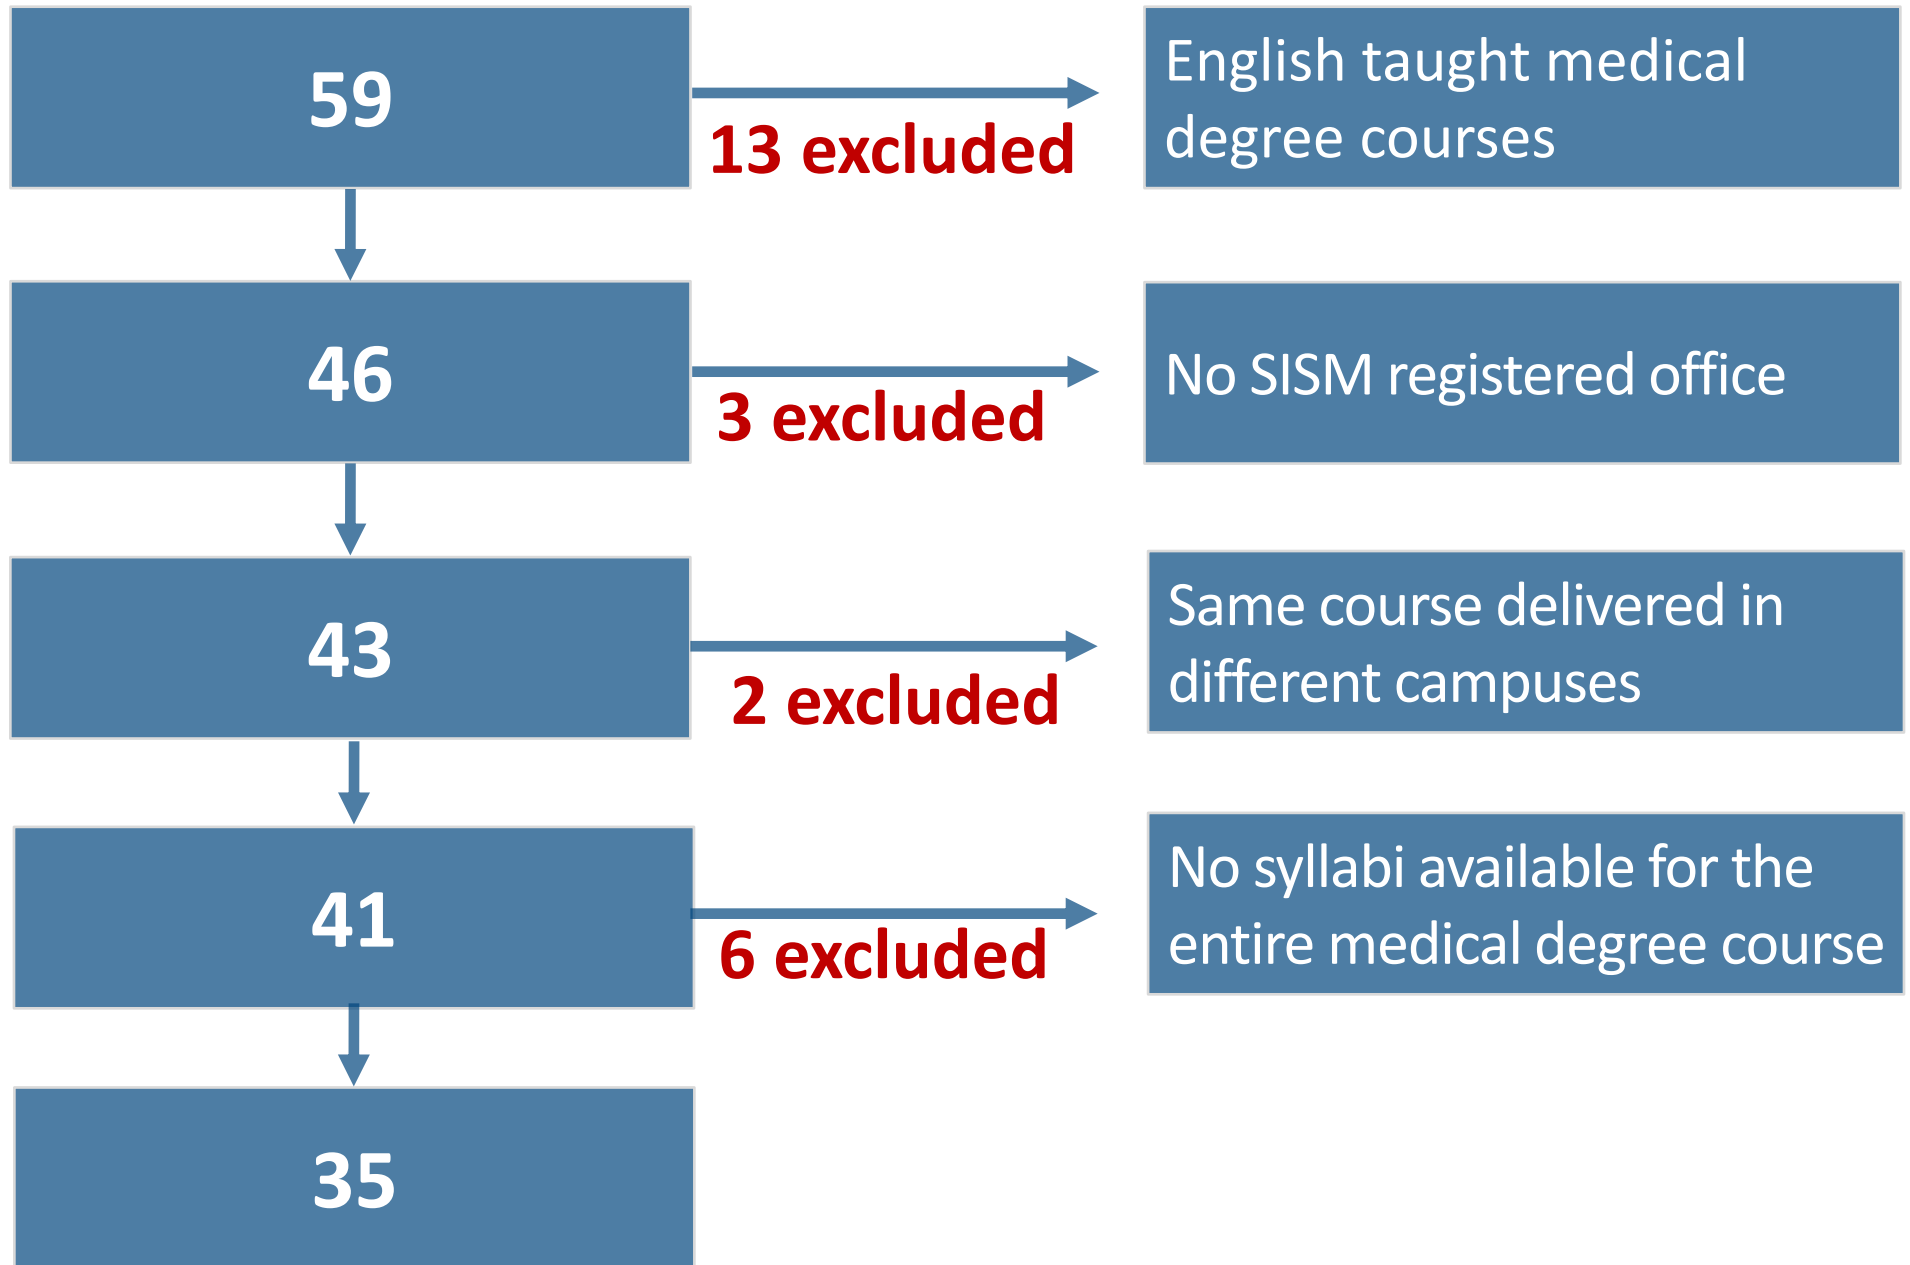 59
13 excluded
English taught medical
degree courses
46
3 excluded
No SISM registered office
43
2 excluded
Same course delivered in
different campuses
41
6 excluded
No syllabi available for the
entire medical degree course
35